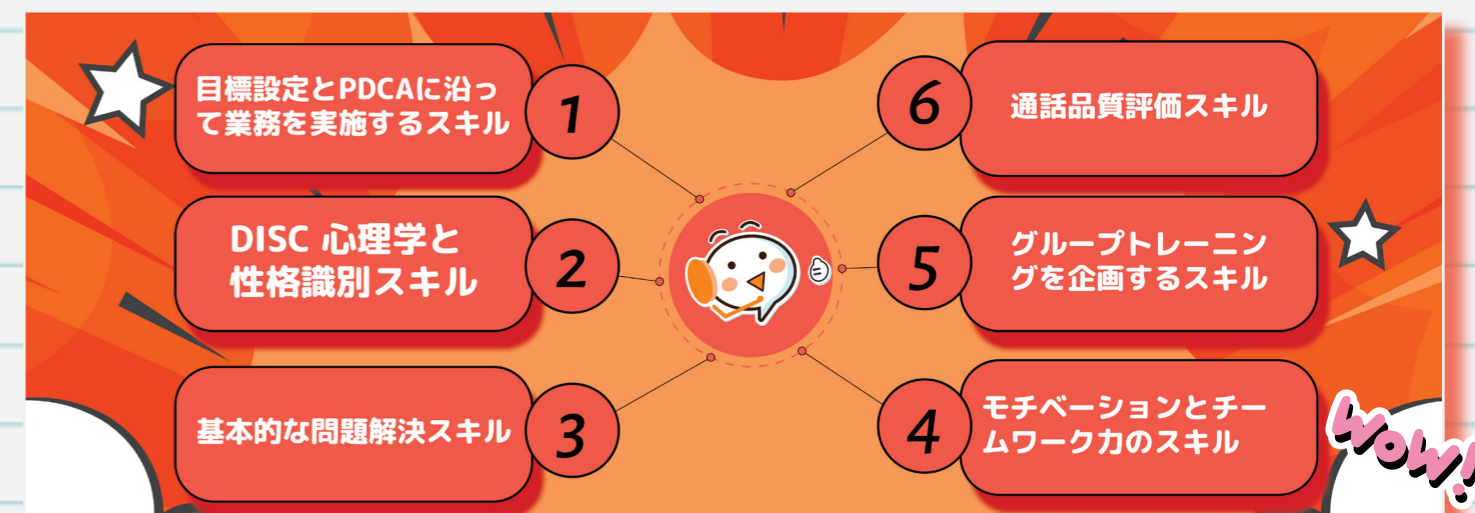 目標設定とPDCAに沿っ
て業務を実施するスキル
1
DISC 心理学と
性格識別スキル
2
基本的な問題解決スキル
3
モチベーションとチー
ムワーク力のスキル
4
グループトレーニン
グを企画するスキル
5
通話品質評価スキル
6
Wow!